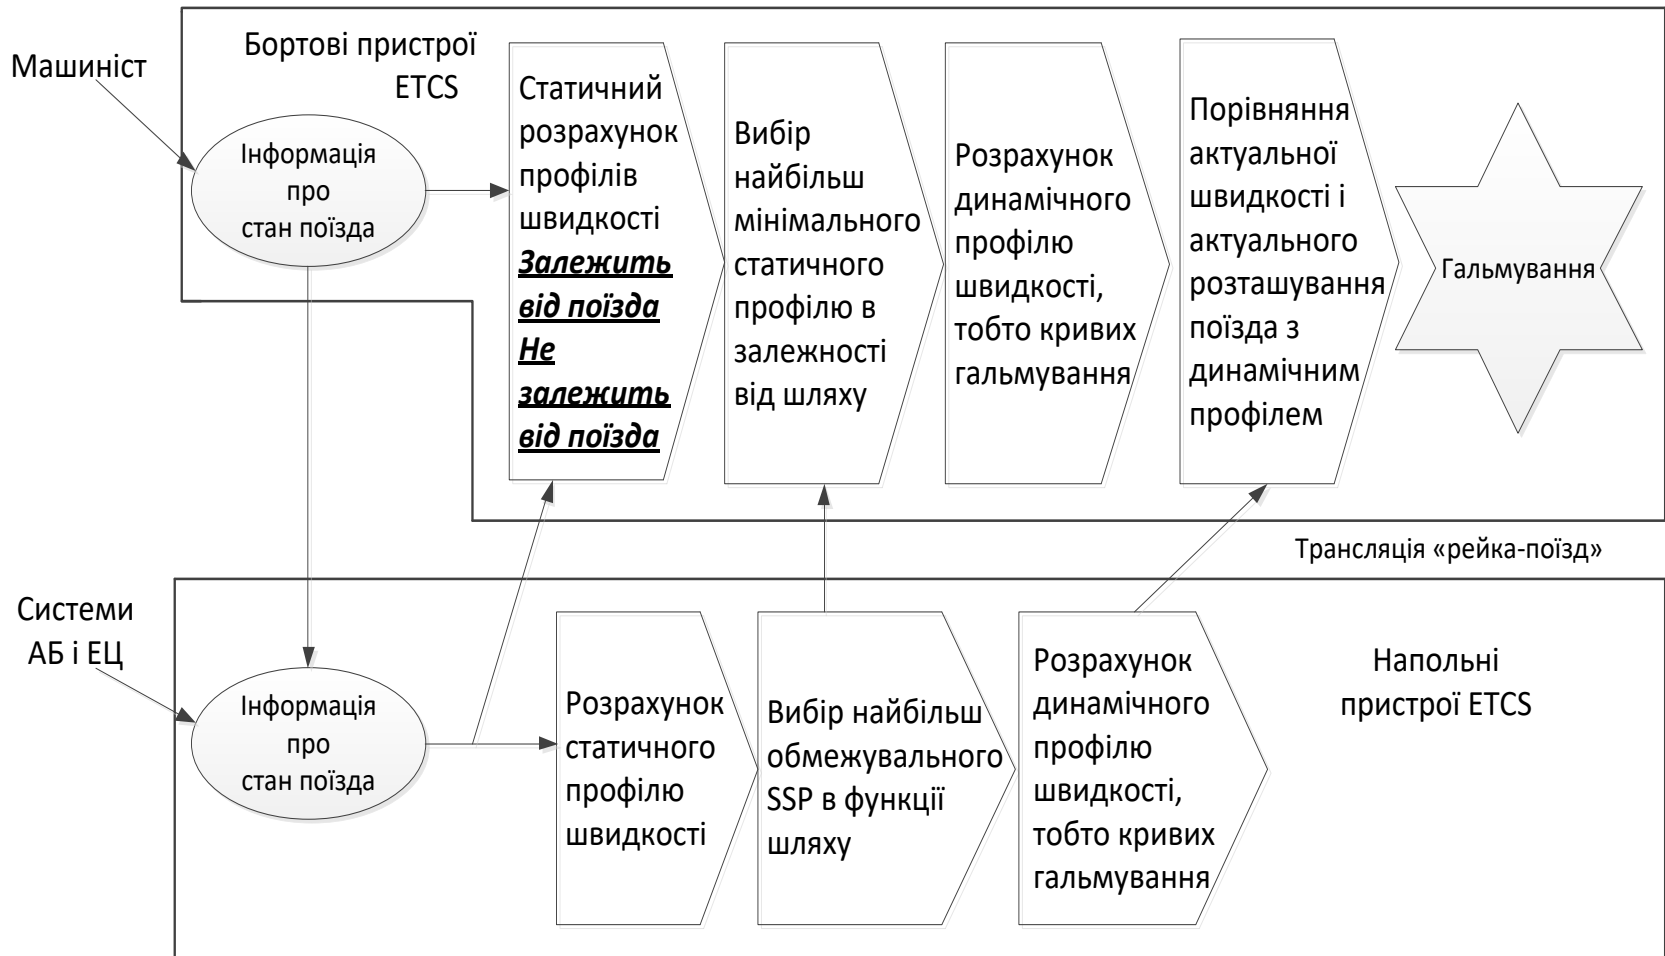 Машиніст
Бортові пристрої
ETCS
Інформація
про
стан поїзда
Статичний
розрахунок
профілів
швидкості
Залежить
від поїзда
Не
залежить
від поїзда
Вибір
найбільш
мінімального
статичного
профілю в
залежності
від шляху
Розрахунок
динамічного
профілю
швидкості,
тобто кривих
гальмування
Порівняння
актуальної
швидкості і
актуального
розташування
поїзда з
динамічним
профілем
Гальмування
Трансляція «рейка-поїзд»
Системи
АБ і ЕЦ
Інформація
про
стан поїзда
Розрахунок
статичного
профілю
швидкості
Вибір найбільш
обмежувального
SSP в функції
шляху
Розрахунок
динамічного
профілю
швидкості,
тобто кривих
гальмування
Напольні
пристрої ETCS